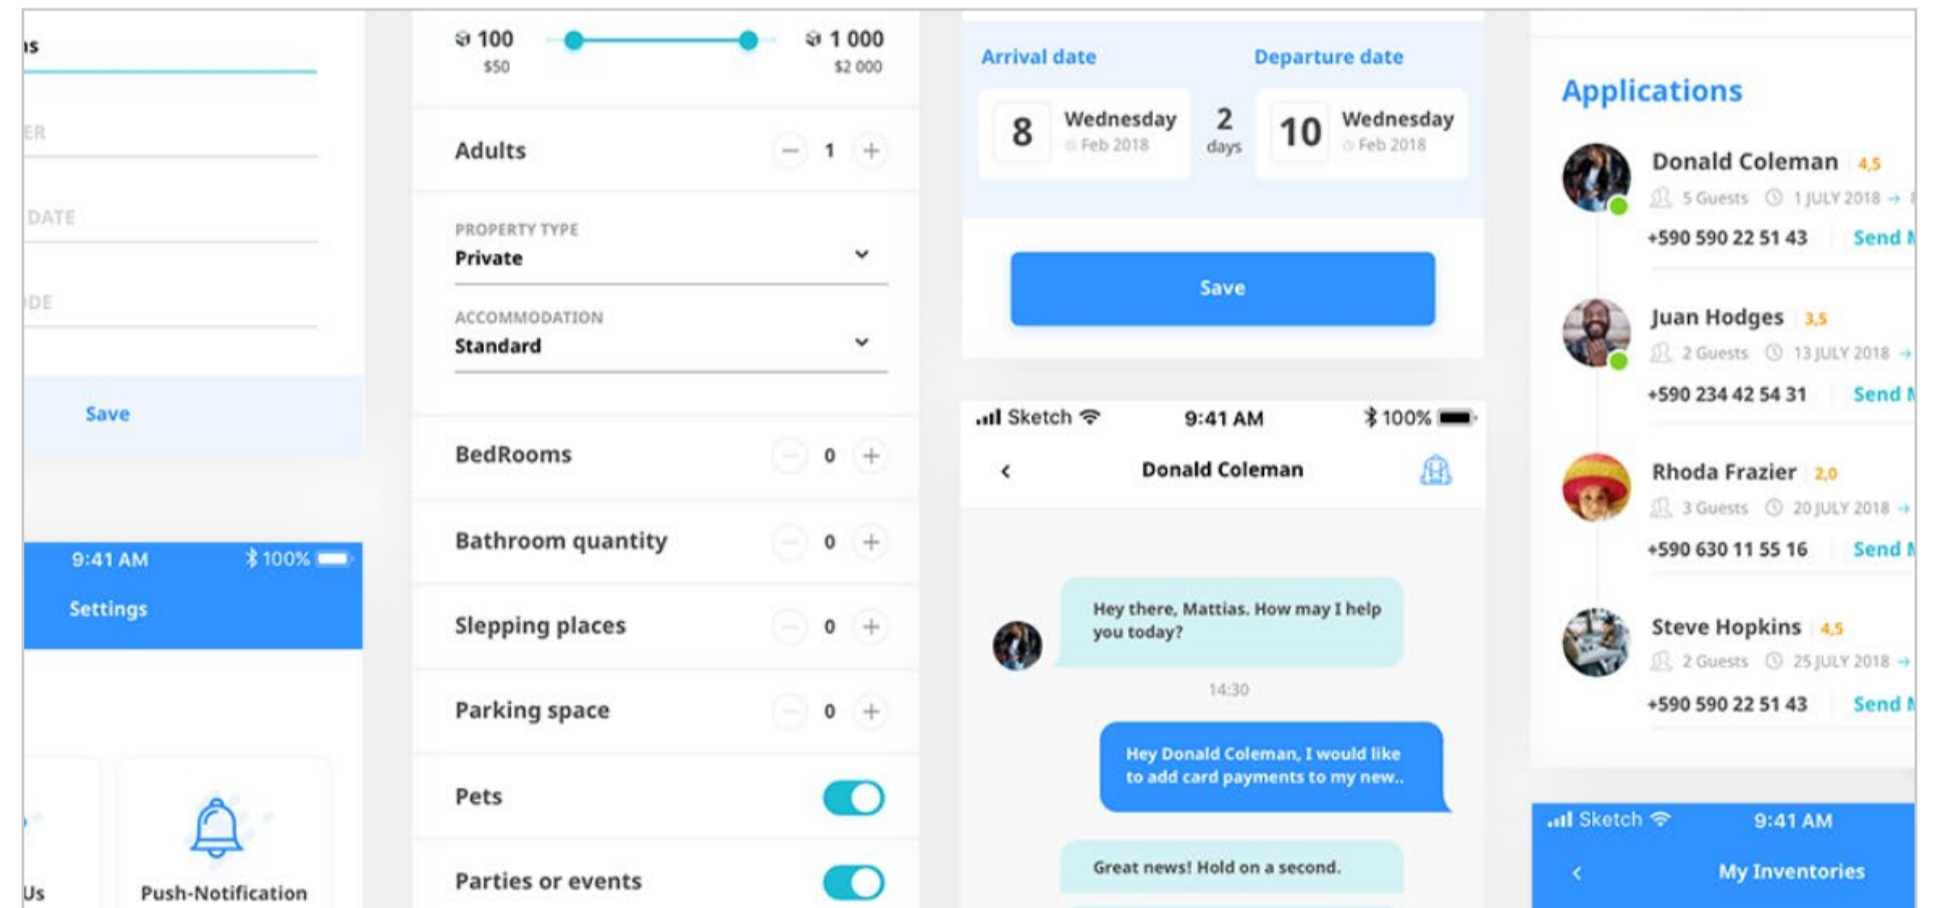 ER
DATE
Save
9:41 AM 100%
Settings
Us
Push-Notification
100 1 000
$50 $2 000
Adults 1
PROPERTY TYPE
Private
ACCOMMODATION
Standard
BedRooms 0
Bathroom quantity 0
Slepping places 0
Parking space 0
Pets
Parties or events
Arrival date Departure date
8 Wednesday 2 10 Wednesday
Feb 2018 days Feb 2018
Save
Sketch 9:41 AM 100%
Donald Coleman
Hey there, Mattias. How may I help
you today?
14:30
Hey Donald Coleman, I would like
to add card payments to my new..
Great news! Hold on a second.
Applications
Donald Coleman 4,5
5 Guests 1 JULY 2018 →
+590 590 22 51 43 Send
Juan Hodges 3,5
2 Guests 13 JULY 2018 →
+590 234 42 54 31 Send
Rhoda Frazier 2,0
3 Guests 20 JULY 2018 →
+590 630 11 55 16 Send
Steve Hopkins 4,5
2 Guests 25 JULY 2018 →
+590 590 22 51 43 Send
Sketch 9:41 AM
My Inventories